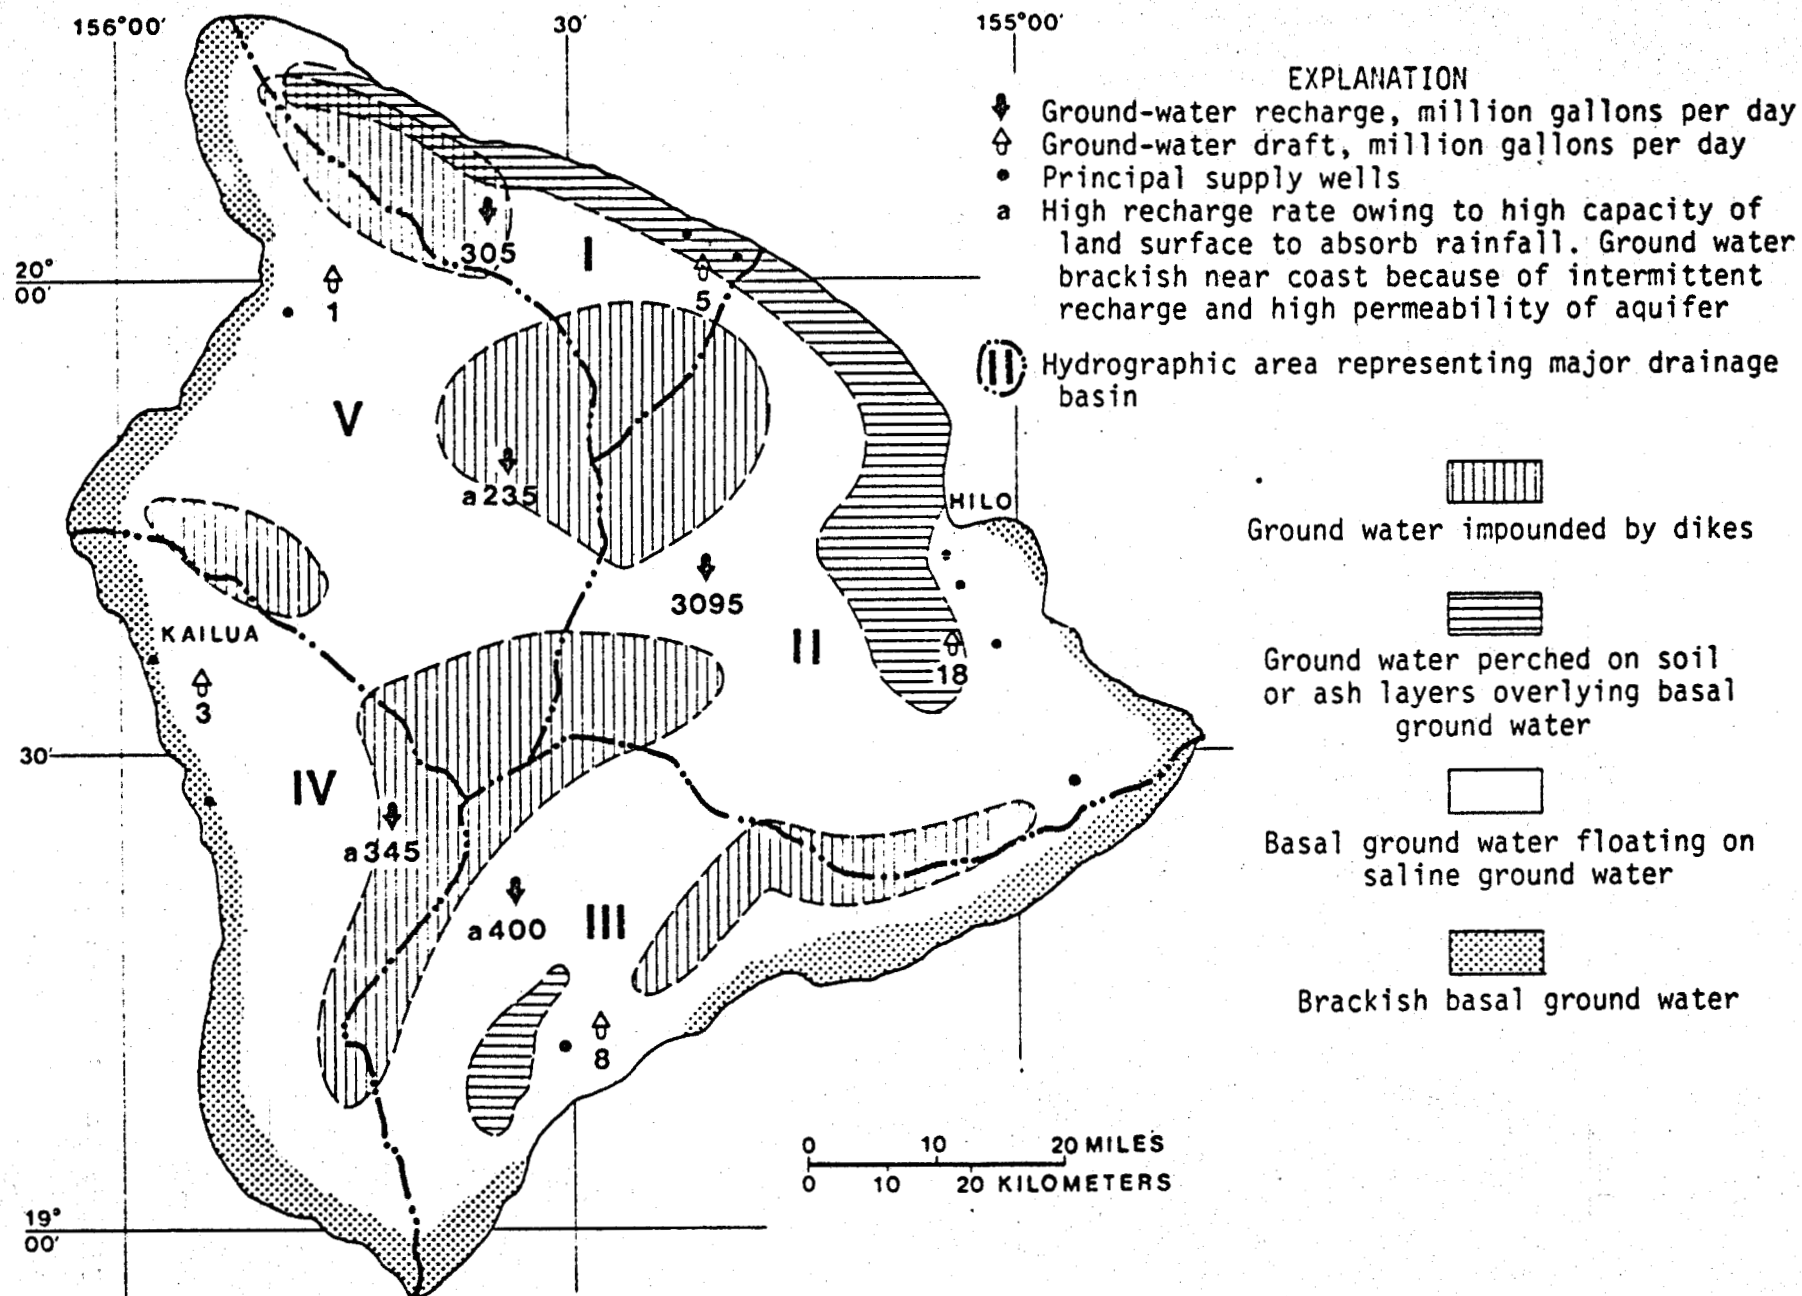 156°00′
30′
155°00′
EXPLANATION
Ground-water recharge, million gallons per day
Ground-water draft, million gallons per day
Principal supply wells
a High recharge rate owing to high capacity of
land surface to absorb rainfall. Ground water
brackish near coast because of intermittent
recharge and high permeability of aquifer
II Hydrographic area representing major drainage
basin
305
I
20°
00′
1
5
V
a235
HILO
Ground water impounded by dikes
3095
KAILUA
II
18
3
Ground water perched on soil
or ash layers overlying basal
ground water
30′
IV
a345
Basal ground water floating on
saline ground water
a400
III
Brackish basal ground water
8
0 10 20 MILES
0 10 20 KILOMETERS
19°
00′